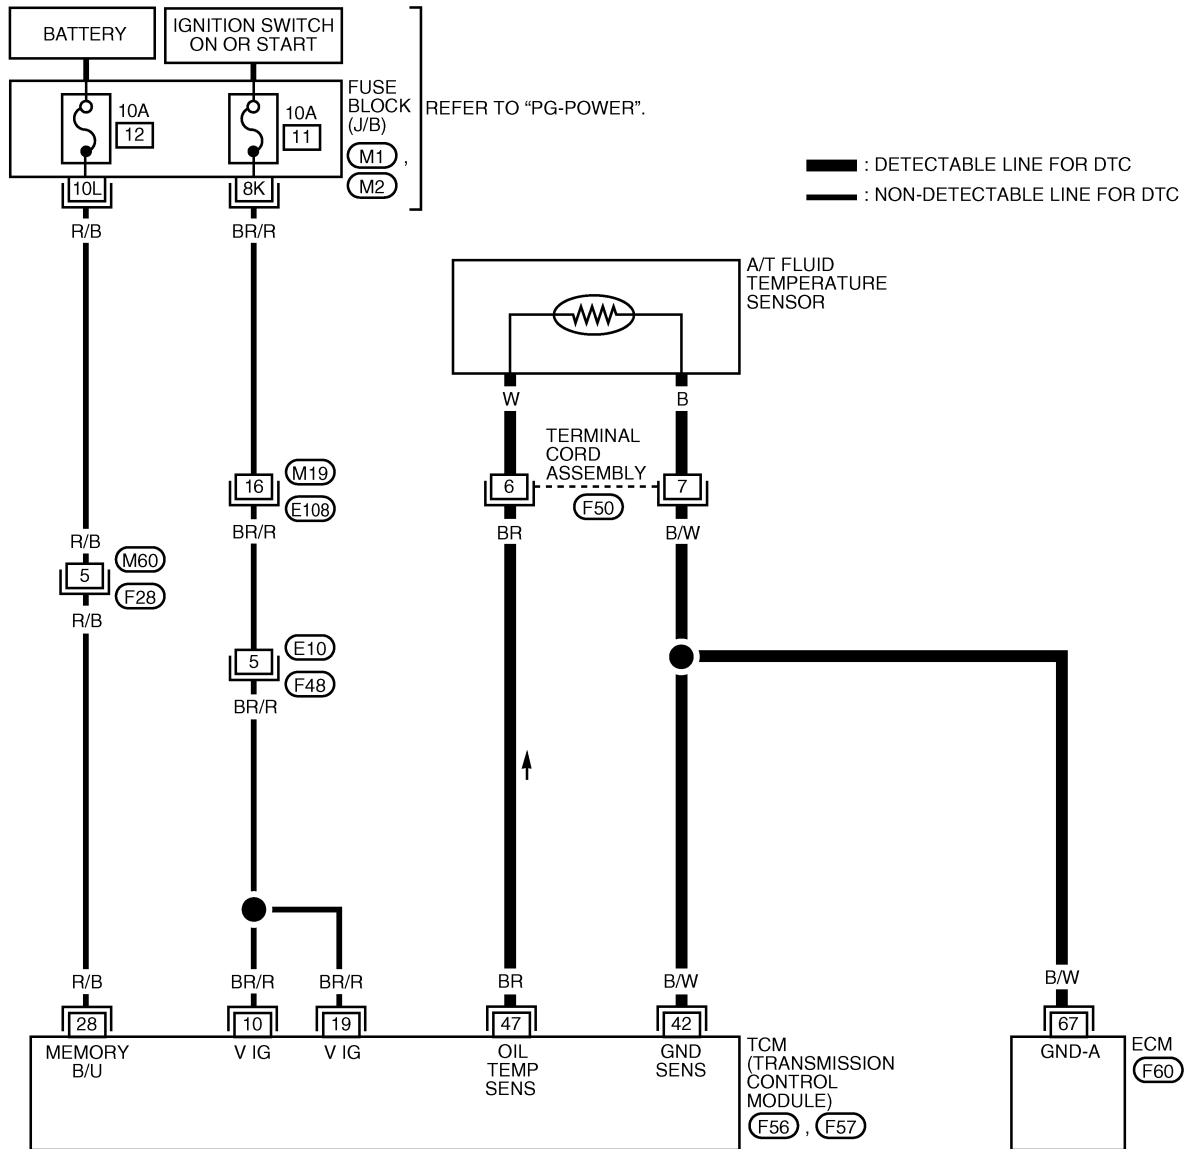 BATTERY
IGNITION SWITCH
ON OR START
10A
12
10A
11
FUSE
BLOCK
(J/B)
M1 ,
M2
REFER TO “PG-POWER”.
10L
8K
R/B
BR/R
: DETECTABLE LINE FOR DTC
: NON-DETECTABLE LINE FOR DTC
A/T FLUID
TEMPERATURE
SENSOR
W
B
TERMINAL
CORD
ASSEMBLY
6
7
F50
BR
B/W
16
M19
E108
BR/R
R/B
5
M60
F28
R/B
5
E10
F48
BR/R
R/B
BR/R
BR/R
BR
B/W
B/W
28
10
19
47
42
67
MEMORY
B/U
V IG
V IG
OIL
TEMP
SENS
GND
SENS
TCM
(TRANSMISSION
CONTROL
MODULE)
F56 , F57
GND-A
ECM
F60